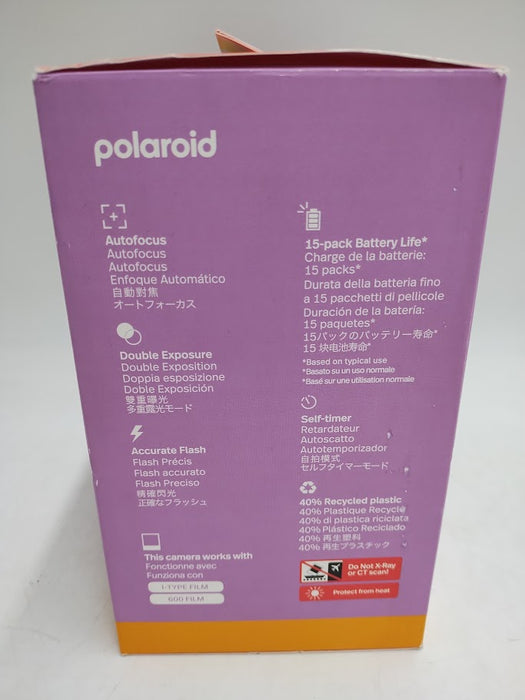 polaroid
Autofocus
Autofocus
Autofocus
Enfoque Automático
自動對焦
オートフォーカス
Double Exposure
Double Exposition
Doppia esposizione
Doble Exposición
雙重曝光
多重露光モード
Accurate Flash
Flash Précis
Flash accurato
Flash Preciso
精確閃光
正確なフラッシュ
This camera works with
Fonctionne avec
Funziona con
I-TYPE FILM
600 FILM
15-pack Battery Life*
Charge de la batterie:
15 packs*
Durata della batteria fino
a 15 pacchetti di pellicole
Duración de la batería:
15 paquetes*
15パックのバッテリー寿命*
15 块电池寿命*
*Based on typical use
*Basato su un uso normale
*Basé sur une utilisation normale
Self-timer
Retardateur
Autoscatto
Autotemporizador
自拍模式
セルフタイマーモード
40% Recycled plastic
40% Plastique Recyclé
40% di plastica riciclata
40% Plástico Reciclado
40% 再生塑料
40% 再生プラスチック
Do Not X-Ray
or CT scan!
Protect from heat